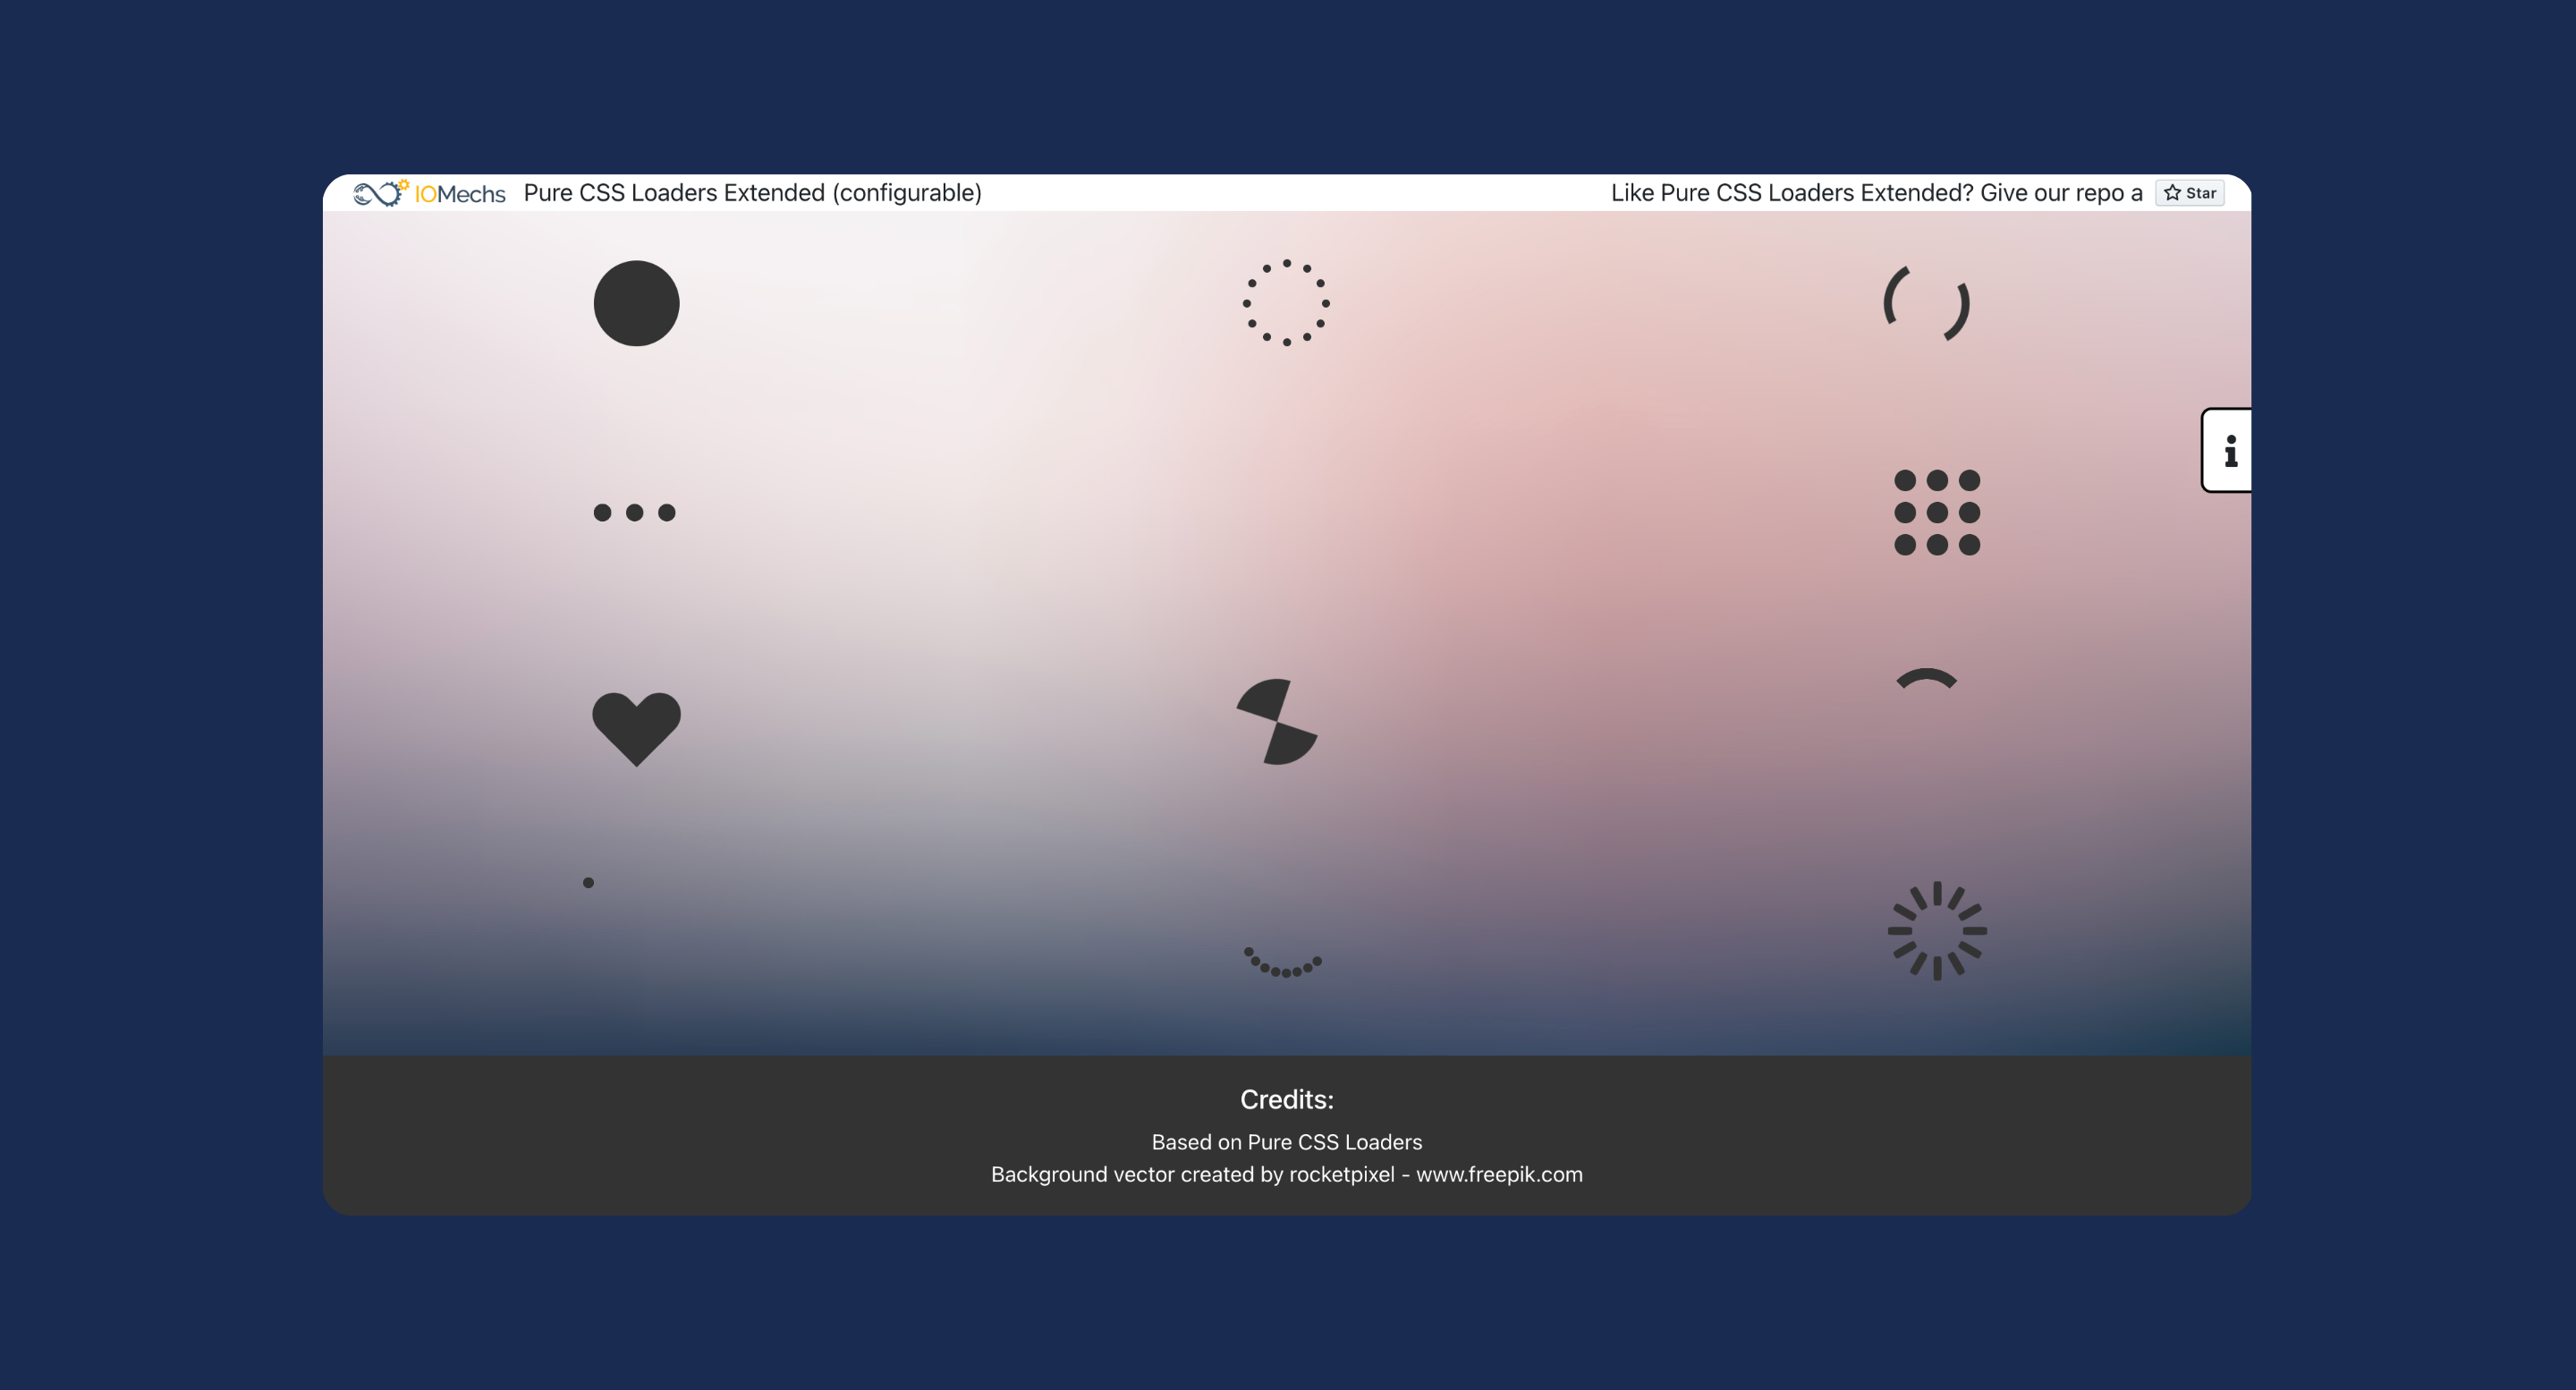 IOMechs Pure CSS Loaders Extended (configurable)
Like Pure CSS Loaders Extended? Give our repo a Star
i
Credits:
Based on Pure CSS Loaders
Background vector created by rocketpixel - www.freepik.com